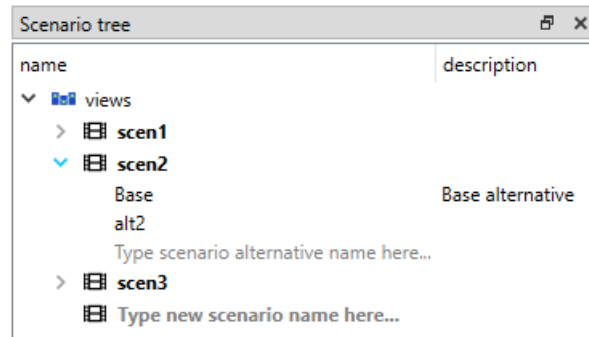 Scenario tree
name description
views
scen1
scen2
Base Base alternative
alt2
Type scenario alternative name here...
scen3
Type new scenario name here...